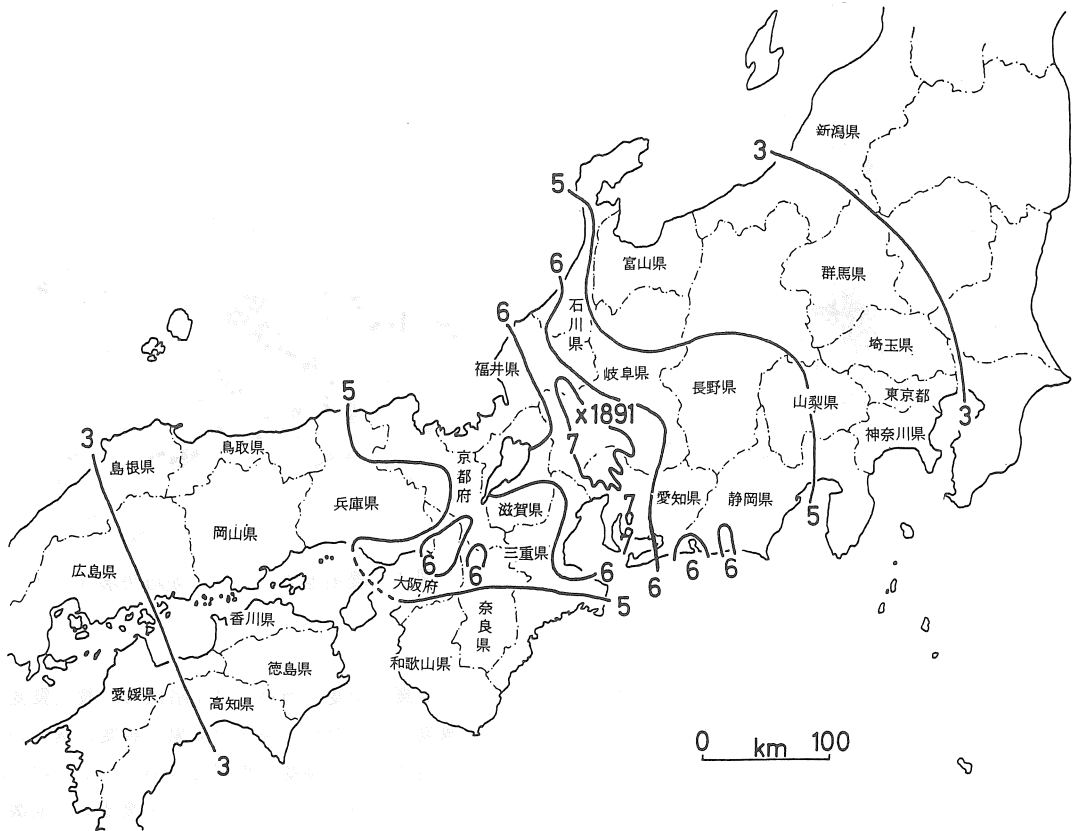 新潟県
3
5
富山県
6
群馬県
石川県
6
埼玉県
福井県
岐阜県
長野県
5
山梨県
東京都
×1891
3
3
神奈川県
7
鳥取県
島根県
京都府
兵庫県
滋賀県
7
愛知県
静岡県
5
岡山県
7
三重県
6
6
6
6
6
6
広島県
大阪府
5
香川県
奈良県
徳島県
和歌山県
愛媛県
高知県
3
0 km 100